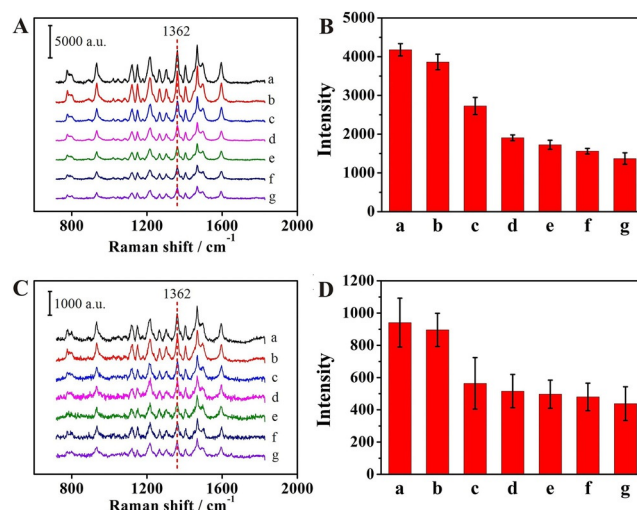 A
5000 a.u.
1362
a
b
c
d
e
f
g
800 1200 1600 2000
Raman shift / cm-1
B
Intensity
5000
4000
3000
2000
1000
0
a b c d e f g
C
1000 a.u.
1362
a
b
c
d
e
f
g
800 1200 1600 2000
Raman shift / cm-1
D
Intensity
1200
1000
800
600
400
200
0
a b c d e f g